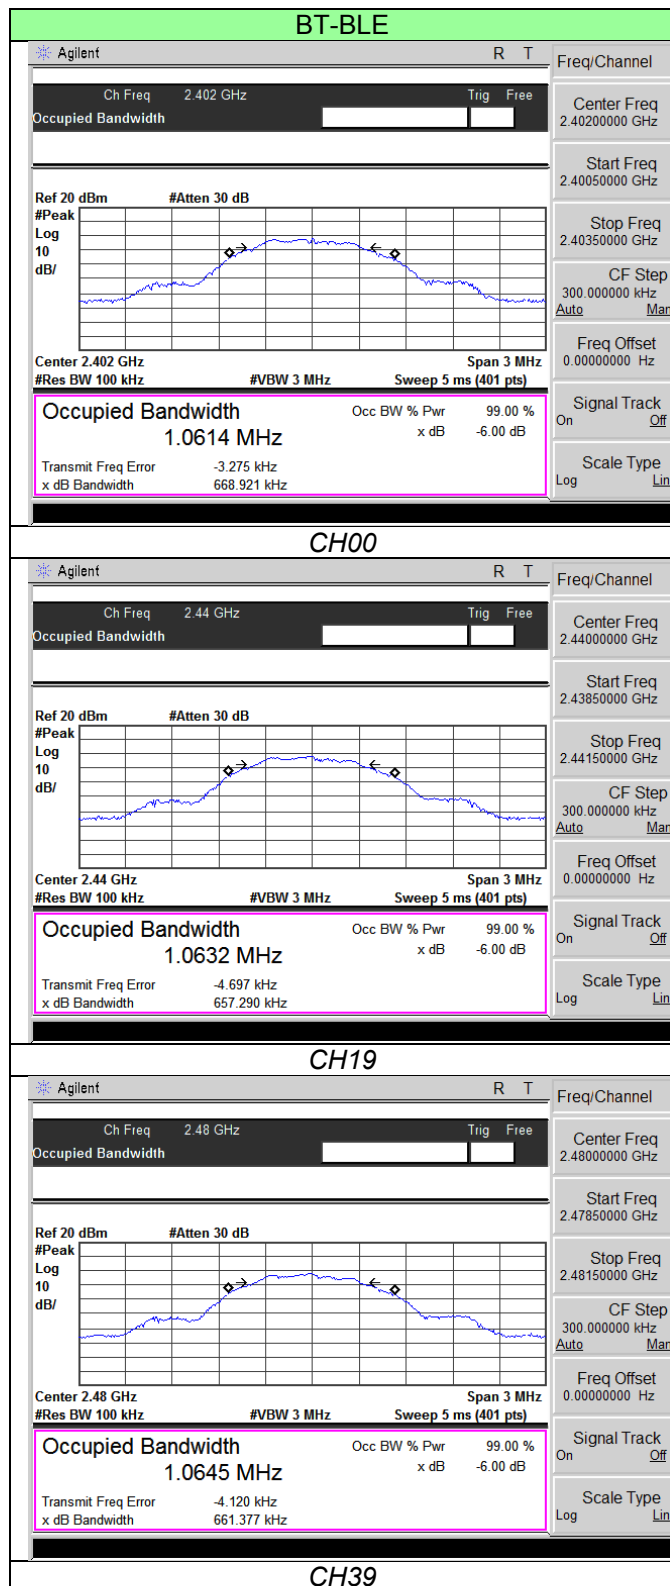 BT-BLE
Agilent R T
Ch Freq 2.402 GHz Trig Free
Occupied Bandwidth
Ref 20 dBm #Atten 30 dB
#Peak
Log
10
dB/
Center 2.402 GHz Span 3 MHz
#Res BW 100 kHz #VBW 3 MHz Sweep 5 ms (401 pts)
Occupied Bandwidth Occ BW % Pwr 99.00 %
1.0614 MHz x dB -6.00 dB
Transmit Freq Error -3.275 kHz
x dB Bandwidth 668.921 kHz
Freq/Channel
Center Freq
2.40200000 GHz
Start Freq
2.40050000 GHz
Stop Freq
2.40350000 GHz
CF Step
300.000000 kHz
Auto Man
Freq Offset
0.00000000 Hz
Signal Track
On Off
Scale Type
Log Lin
CH00
Agilent R T
Ch Freq 2.44 GHz Trig Free
Occupied Bandwidth
Ref 20 dBm #Atten 30 dB
#Peak
Log
10
dB/
Center 2.44 GHz Span 3 MHz
#Res BW 100 kHz #VBW 3 MHz Sweep 5 ms (401 pts)
Occupied Bandwidth Occ BW % Pwr 99.00 %
1.0632 MHz x dB -6.00 dB
Transmit Freq Error -4.697 kHz
x dB Bandwidth 657.290 kHz
Freq/Channel
Center Freq
2.44000000 GHz
Start Freq
2.43850000 GHz
Stop Freq
2.44150000 GHz
CF Step
300.000000 kHz
Auto Man
Freq Offset
0.00000000 Hz
Signal Track
On Off
Scale Type
Log Lin
CH19
Agilent R T
Ch Freq 2.48 GHz Trig Free
Occupied Bandwidth
Ref 20 dBm #Atten 30 dB
#Peak
Log
10
dB/
Center 2.48 GHz Span 3 MHz
#Res BW 100 kHz #VBW 3 MHz Sweep 5 ms (401 pts)
Occupied Bandwidth Occ BW % Pwr 99.00 %
1.0645 MHz x dB -6.00 dB
Transmit Freq Error -4.120 kHz
x dB Bandwidth 661.377 kHz
Freq/Channel
Center Freq
2.48000000 GHz
Start Freq
2.47850000 GHz
Stop Freq
2.48150000 GHz
CF Step
300.000000 kHz
Auto Man
Freq Offset
0.00000000 Hz
Signal Track
On Off
Scale Type
Log Lin
CH39